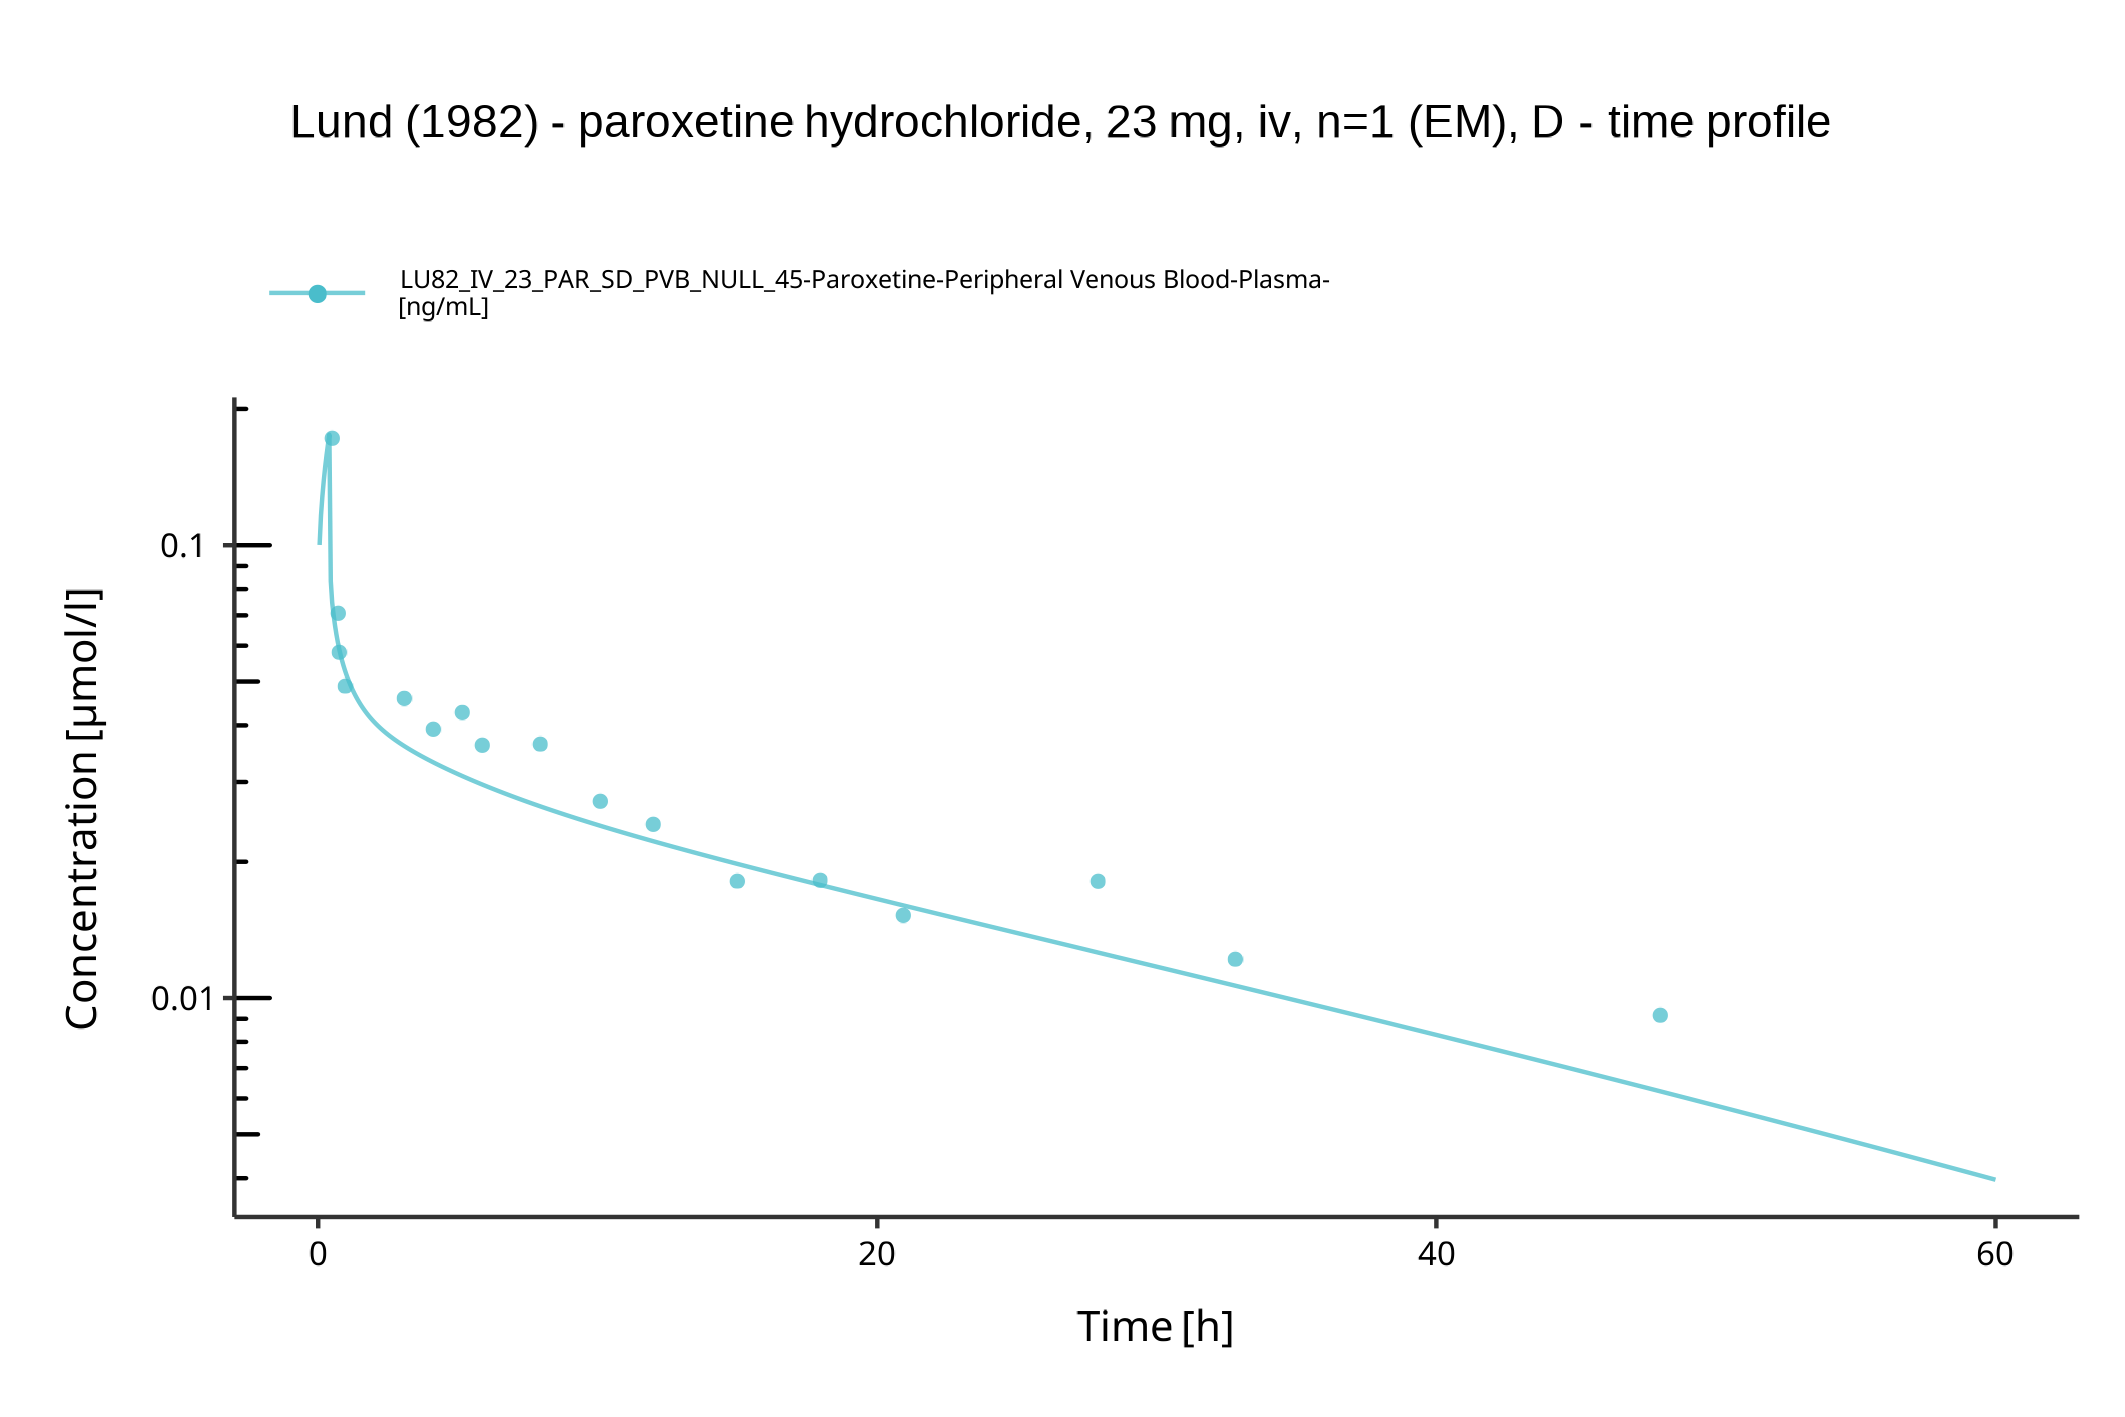 Lund (1982) - paroxetine hydrochloride, 23 mg, iv, n=1 (EM), D - time profile
LU82_IV_23_PAR_SD_PVB_NULL_45-Paroxetine-Peripheral Venous Blood-Plasma-
[ng/mL]
0.1
0.01
Concentration [µmol/l]
0
20
40
60
Time [h]